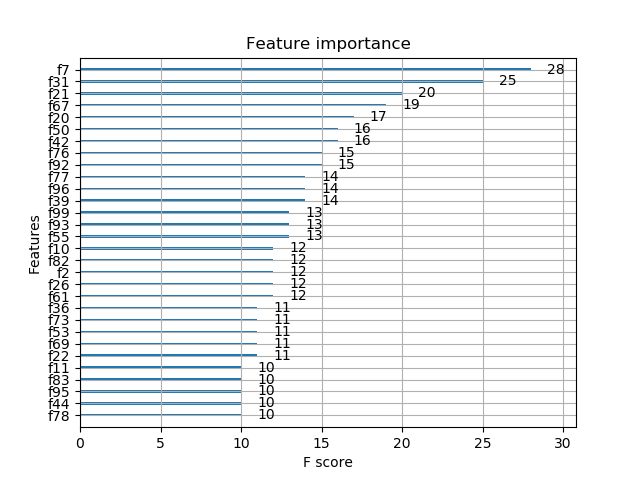 Feature importance
Features
f7 28
f31 25
f21 20
f67 19
f20 17
f50 16
f42 16
f76 15
f92 15
f77 14
f96 14
f39 14
f99 13
f93 13
f55 13
f10 12
f82 12
f2 12
f26 12
f61 12
f36 11
f73 11
f53 11
f69 11
f22 11
f11 10
f83 10
f95 10
f44 10
f78 10
0 5 10 15 20 25 30
F score